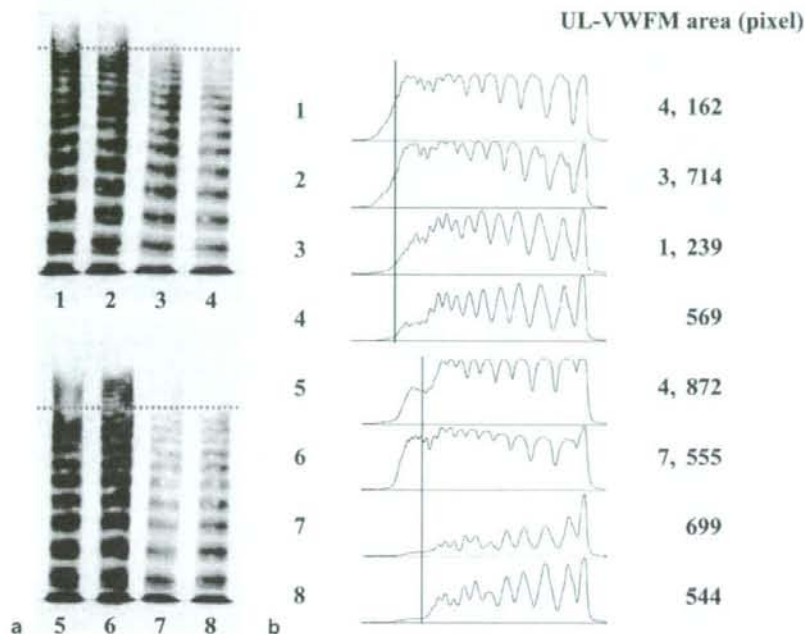 UL-VWFM area (pixel)
1 4, 162
2 3, 714
3 1, 239
4 569
1 2 3 4
5 4, 872
6 7, 555
7 699
8 544
a 5 6 7 8 b